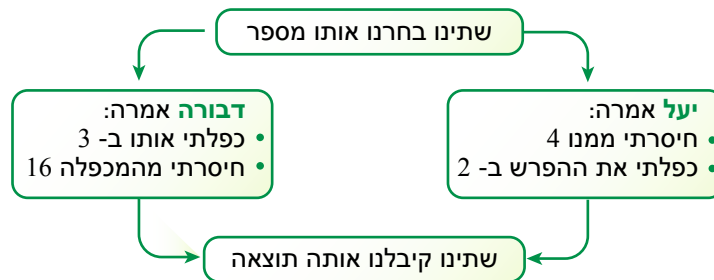 שתינו בחרנו אותו מספר
יעל אמרה:
• חיסרתי ממנו 4
• כפלתי את ההפרש ב- 2
דבורה אמרה:
• כפלתי אותו ב- 3
• חיסרתי מהמכפלה 16
שתינו קיבלנו אותה תוצאה